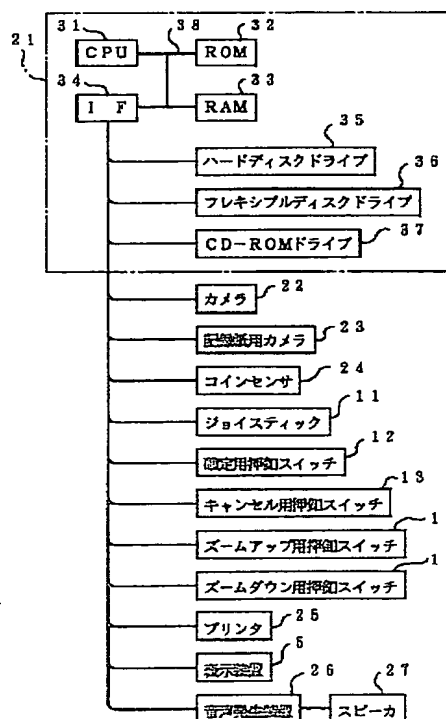 21
31
CPU
38
32
ROM
34
I F
33
RAM
35
ハードディスクドライブ
36
フレキシブルディスクドライブ
37
CD-ROMドライブ
22
カメラ
23
記録紙用カメラ
24
コインセンサ
11
ジョイスティック
12
確定用押釦スイッチ
13
キャンセル用押釦スイッチ
1
ズームアップ用押釦スイッチ
1
ズームダウン用押釦スイッチ
25
プリンタ
6
表示装置
26
音声発生装置
27
スピーカ